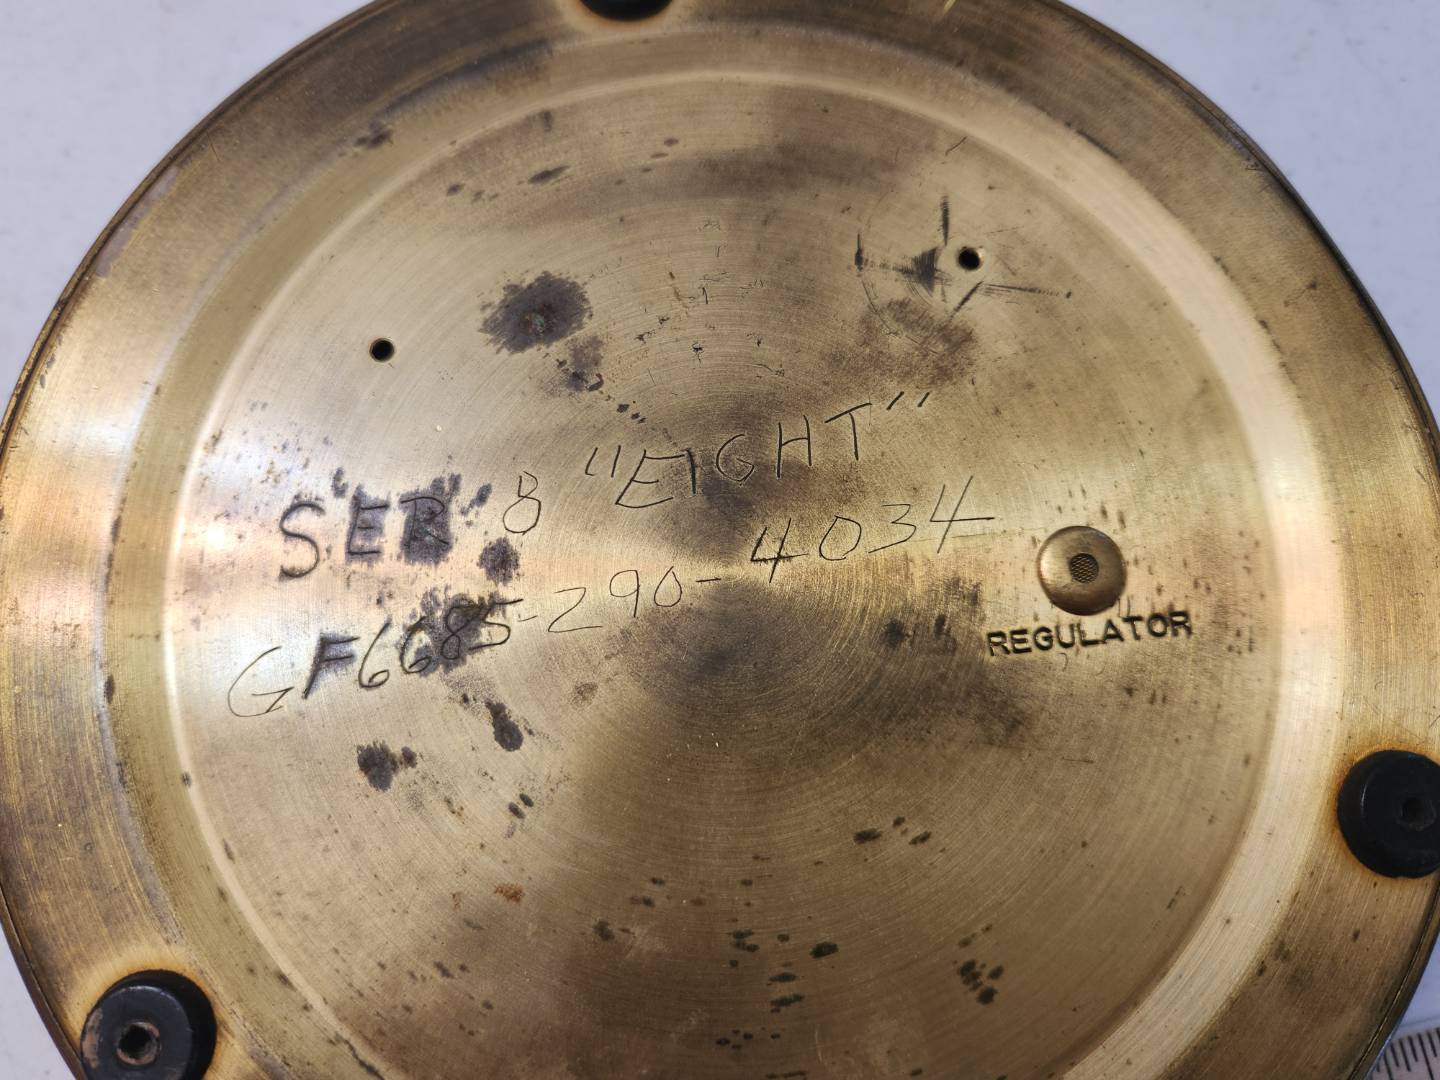 SER 8 "EIGHT"
GF6685-290-4034
REGULATOR